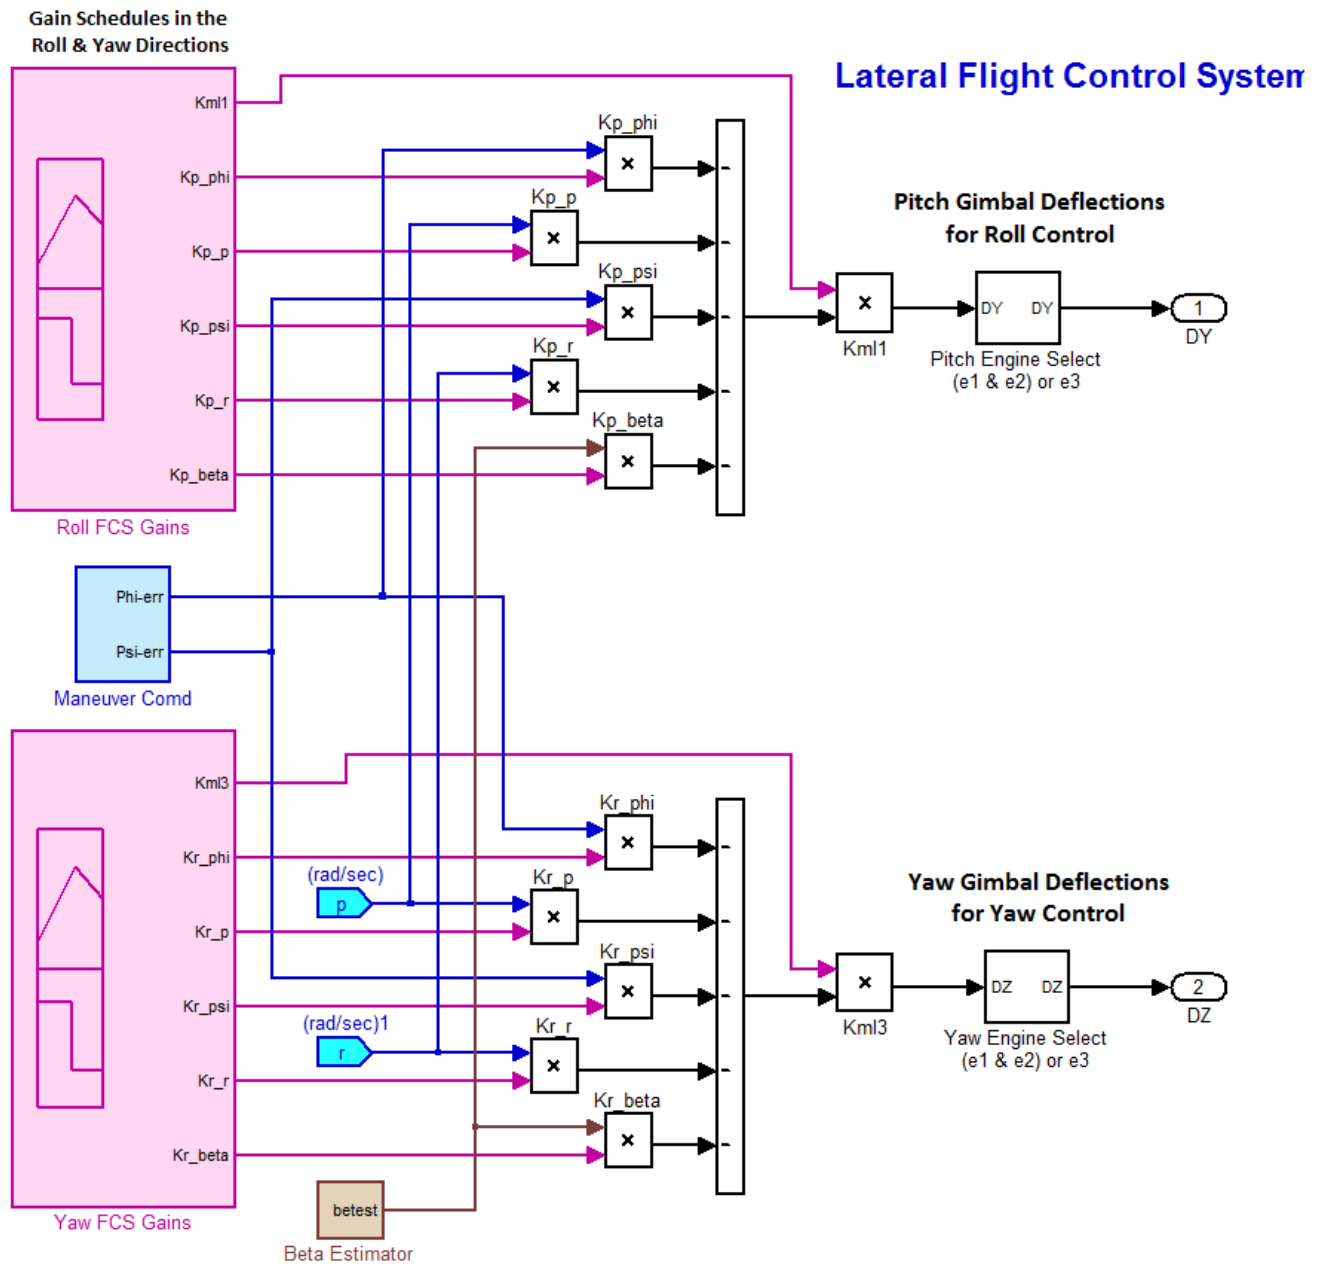 Gain Schedules in the
Roll & Yaw Directions
Lateral Flight Control System
Kml1
Kp_phi
Kp_p
Kp_psi
Kp_r
Kp_beta
Roll FCS Gains
Kp_phi
×
Kp_p
×
Kp_psi
×
Kp_r
×
Kp_beta
×
-
-
-
-
-
Pitch Gimbal Deflections
for Roll Control
×
Kml1
DY DY
Pitch Engine Select
(e1 & e2) or e3
1
DY
Phi-err
Psi-err
Maneuver Comd
Kml3
Kr_phi
Kr_p
Kr_psi
Kr_r
Kr_beta
Yaw FCS Gains
(rad/sec)
p
(rad/sec)1
r
betest
Beta Estimator
Kr_phi
×
Kr_p
×
Kr_psi
×
Kr_r
×
Kr_beta
×
-
-
-
-
-
Yaw Gimbal Deflections
for Yaw Control
×
Kml3
DZ DZ
Yaw Engine Select
(e1 & e2) or e3
2
DZ